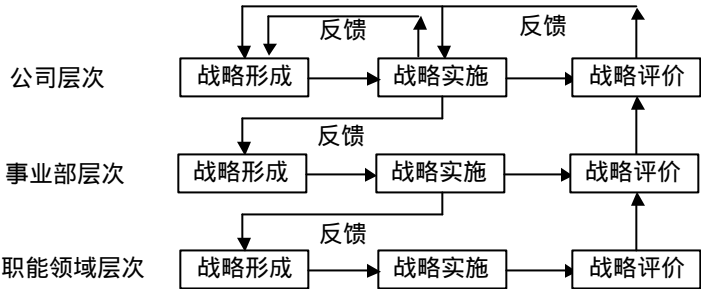 反馈 反馈
公司层次 战略形成 战略实施 战略评价
反馈
事业部层次 战略形成 战略实施 战略评价
反馈
职能领域层次 战略形成 战略实施 战略评价